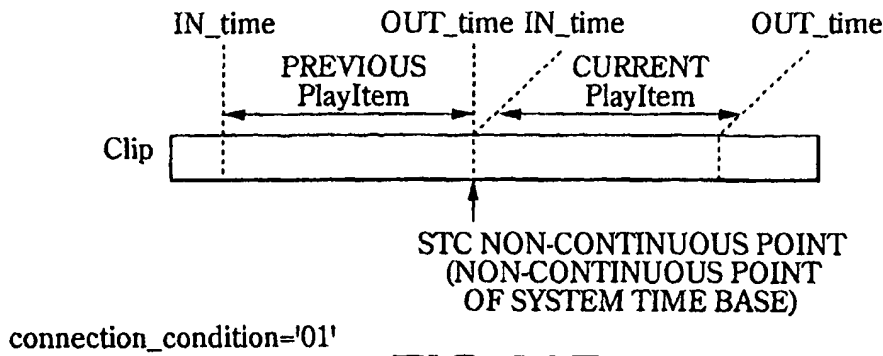 IN_time OUT_time IN_time OUT_time
PREVIOUS CURRENT
PlayItem PlayItem
Clip
STC NON-CONTINUOUS POINT
(NON-CONTINUOUS POINT
OF SYSTEM TIME BASE)
connection_condition='01'